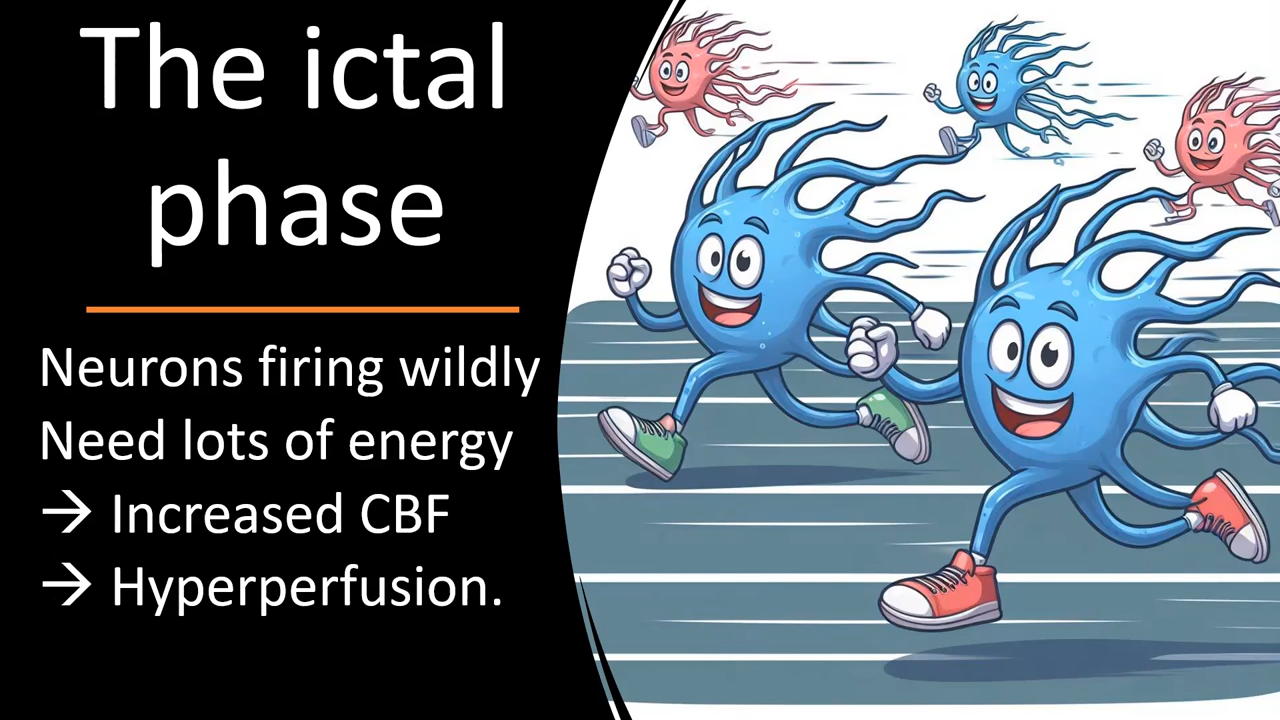 The ictal
phase
Neurons firing wildly
Need lots of energy
→ Increased CBF
→ Hyperperfusion.